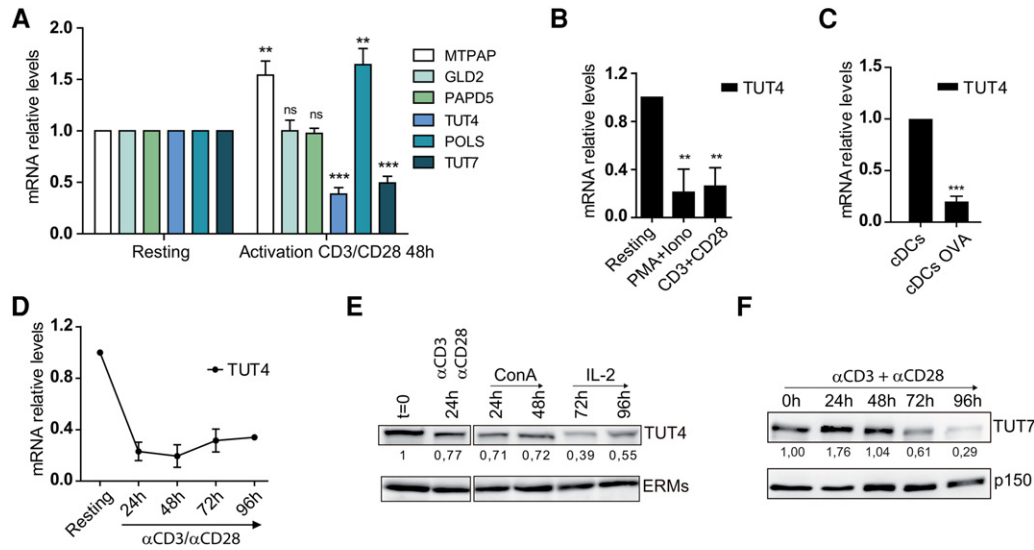 A
mRNA relative levels
2.0
1.5
1.0
0.5
0.0
**
ns
ns
***
**
***
MTPAP
GLD2
PAPD5
TUT4
POLS
TUT7
Resting
Activation CD3/CD28 48h
B
mRNA relative levels
1.2
0.8
0.4
0.0
** **
TUT4
Resting
PMA+Iono
CD3+CD28
C
mRNA relative levels
1.5
1.0
0.5
0.0
***
TUT4
cDCs
cDCs OVA
D
mRNA relative levels
1.2
0.8
0.4
0.0
TUT4
Resting
24h
48h
72h
96h
αCD3/αCD28
E
αCD3
αCD28
ConA IL-2
t=0 24h 24h 48h 72h 96h
TUT4
1 0,77 0,71 0,72 0,39 0,55
ERMs
F
αCD3 + αCD28
0h 24h 48h 72h 96h
TUT7
1,00 1,76 1,04 0,61 0,29
p150